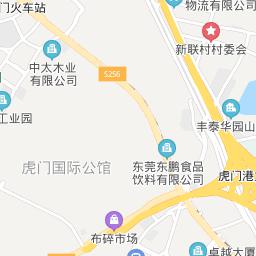 物流有限公司
门火车站
新联村村委会
中太木业
有限公司
S256
工业园
丰泰华园山
虎门国际公馆
东莞东鹏食品
饮料有限公司
虎门港
布碎市场
卓越大厦